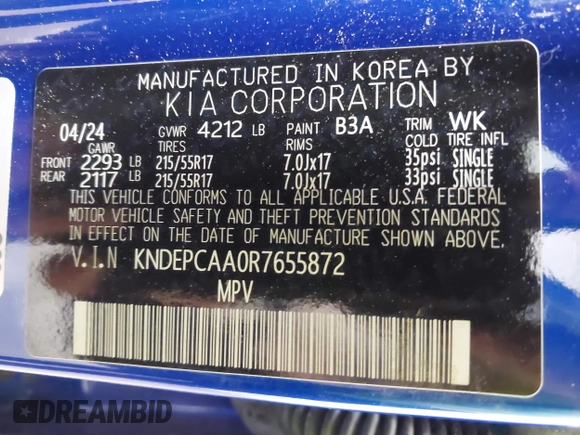 MANUFACTURED IN KOREA BY
KIA CORPORATION
04/24 GVWR 4212 LB PAINT B3A TRIM WK
GAWR RIMS COLD TIRE INFL
FRONT 2293 LB 215/55R17 7.0Jx17 35psi SINGLE
REAR 2117 LB 215/55R17 7.0Jx17 33psi SINGLE
THIS VEHICLE CONFORMS TO ALL APPLICABLE U.S.A. FEDERAL
MOTOR VEHICLE SAFETY AND THEFT PREVENTION STANDARDS
IN EFFECT ON THE DATE OF MANUFACTURE SHOWN ABOVE.
V.I.N KNDEPCAA0R7655872
MPV
DREAMBID